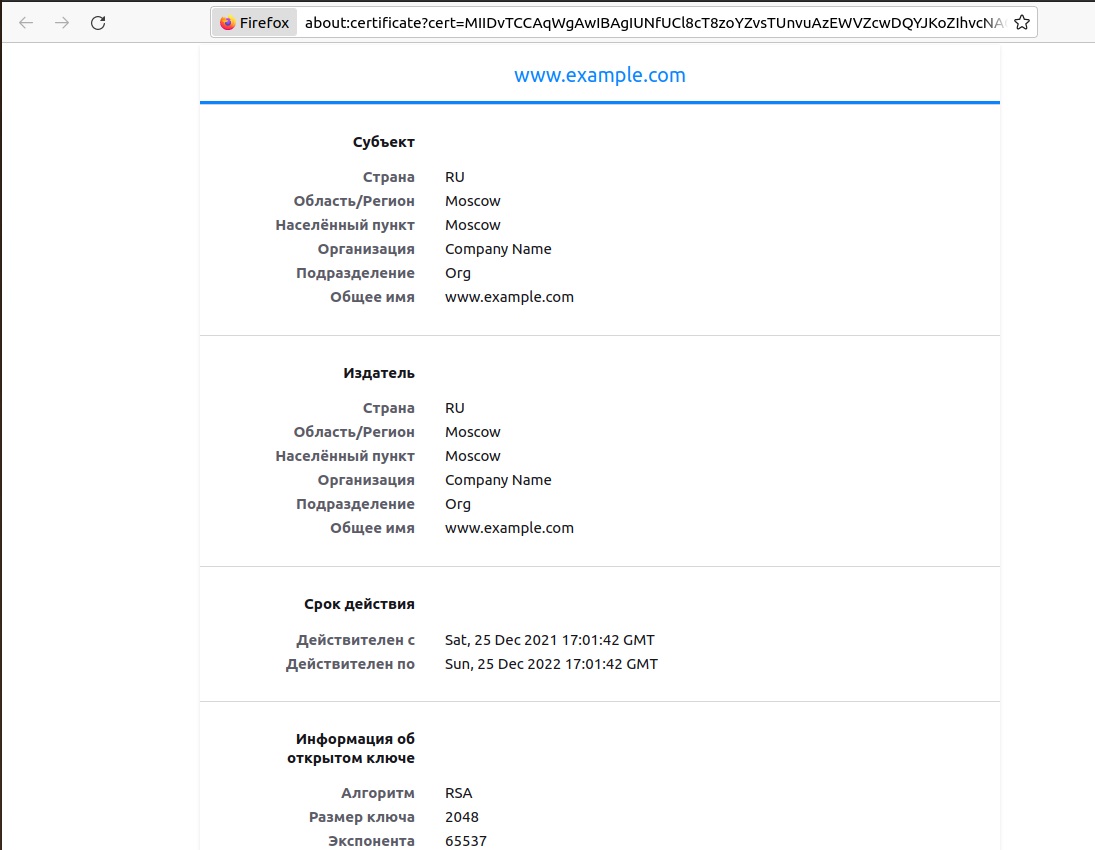 Firefox about:certificate?cert=MIIDvTCCAqWgAwIBAgIUNfUCl8cT8zoYZvsTUnvuAzEWVZcwDQYJKoZIhvcNA
www.example.com
Субъект
Страна RU
Область/Регион Moscow
Населённый пункт Moscow
Организация Company Name
Подразделение Org
Общее имя www.example.com
Издатель
Страна RU
Область/Регион Moscow
Населённый пункт Moscow
Организация Company Name
Подразделение Org
Общее имя www.example.com
Срок действия
Действителен с Sat, 25 Dec 2021 17:01:42 GMT
Действителен по Sun, 25 Dec 2022 17:01:42 GMT
Информация об
открытом ключе
Алгоритм RSA
Размер ключа 2048
Экспонента 65537